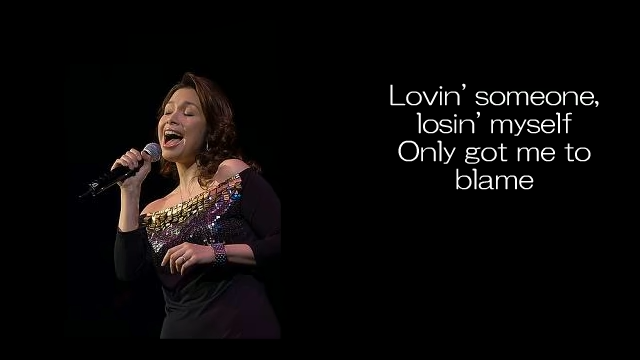 Lovin’ someone,
losin’ myself
Only got me to
blame